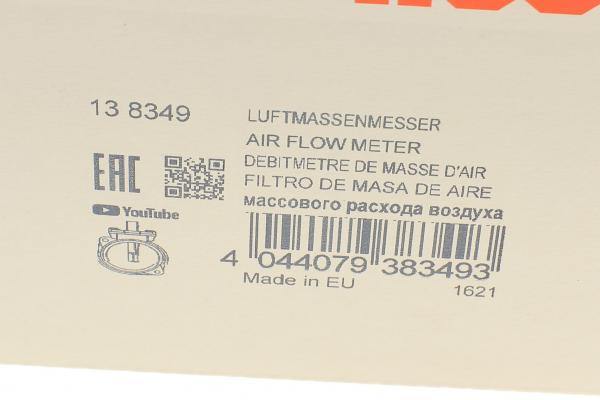 13 8349
LUFTMASSENMESSER
AIR FLOW METER
DEBITMETRE DE MASSE D'AIR
FILTRO DE MASA DE AIRE
массового расхода воздуха
EAC
YouTube
4 044079 383493
Made in EU
1621